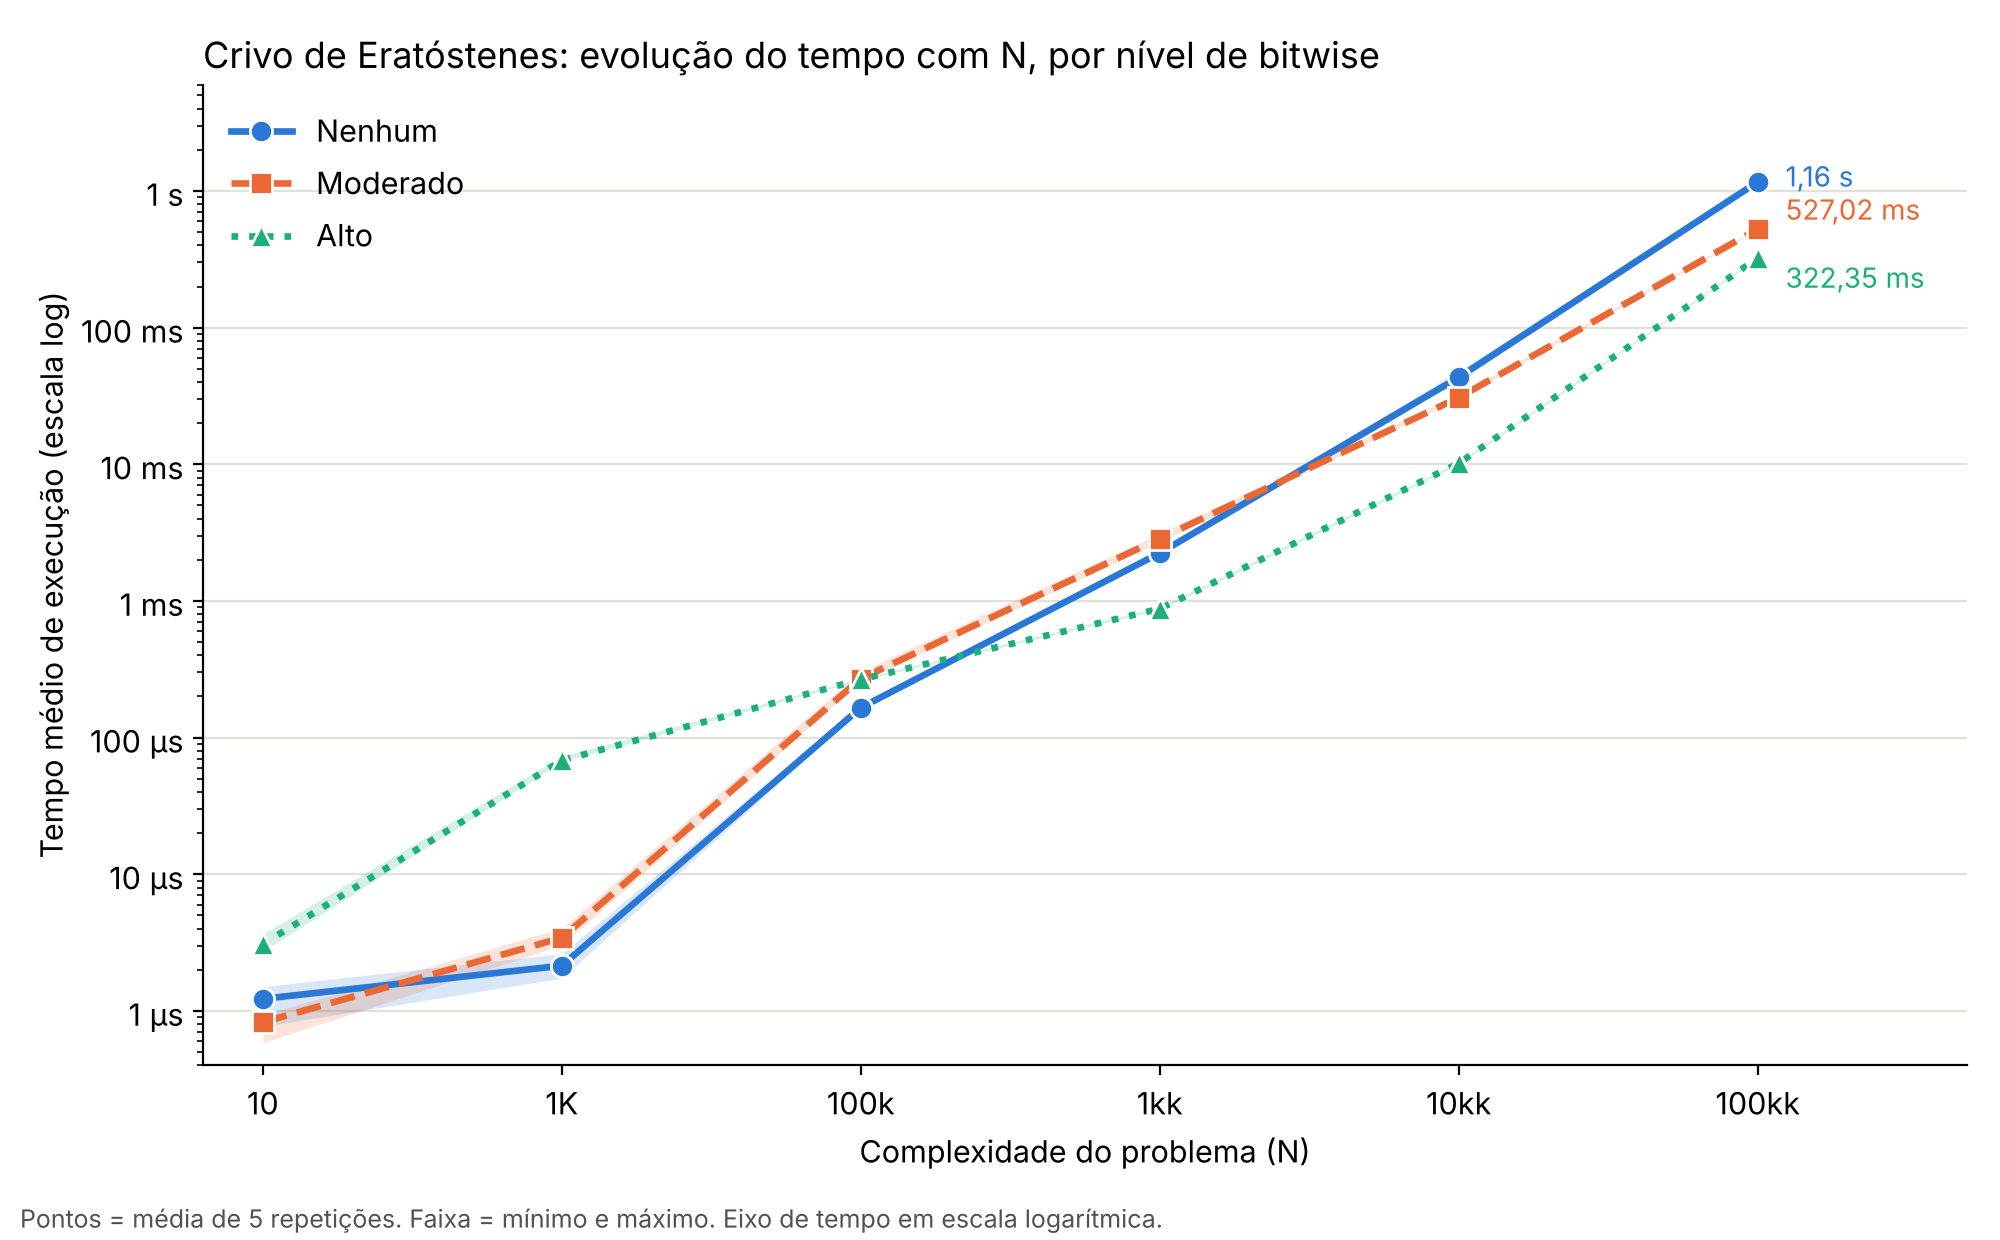 Crivo de Eratóstenes: evolução do tempo com N, por nível de bitwise
Nenhum
Moderado
Alto
1 s
100 ms
10 ms
1 ms
100 µs
10 µs
1 µs
Tempo médio de execução (escala log)
1,16 s
527,02 ms
322,35 ms
10
1K
100k
1kk
10kk
100kk
Complexidade do problema (N)
Pontos = média de 5 repetições. Faixa = mínimo e máximo. Eixo de tempo em escala logarítmica.